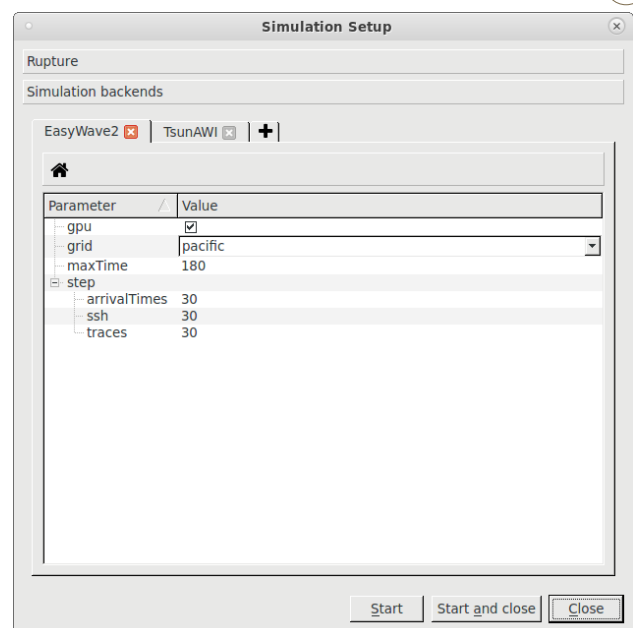 Simulation Setup
Rupture
Simulation backends
EasyWave2 TsunAWI
Parameter Value
gpu
grid pacific
maxTime 180
step
arrivalTimes 30
ssh 30
traces 30
Start Start and close Close